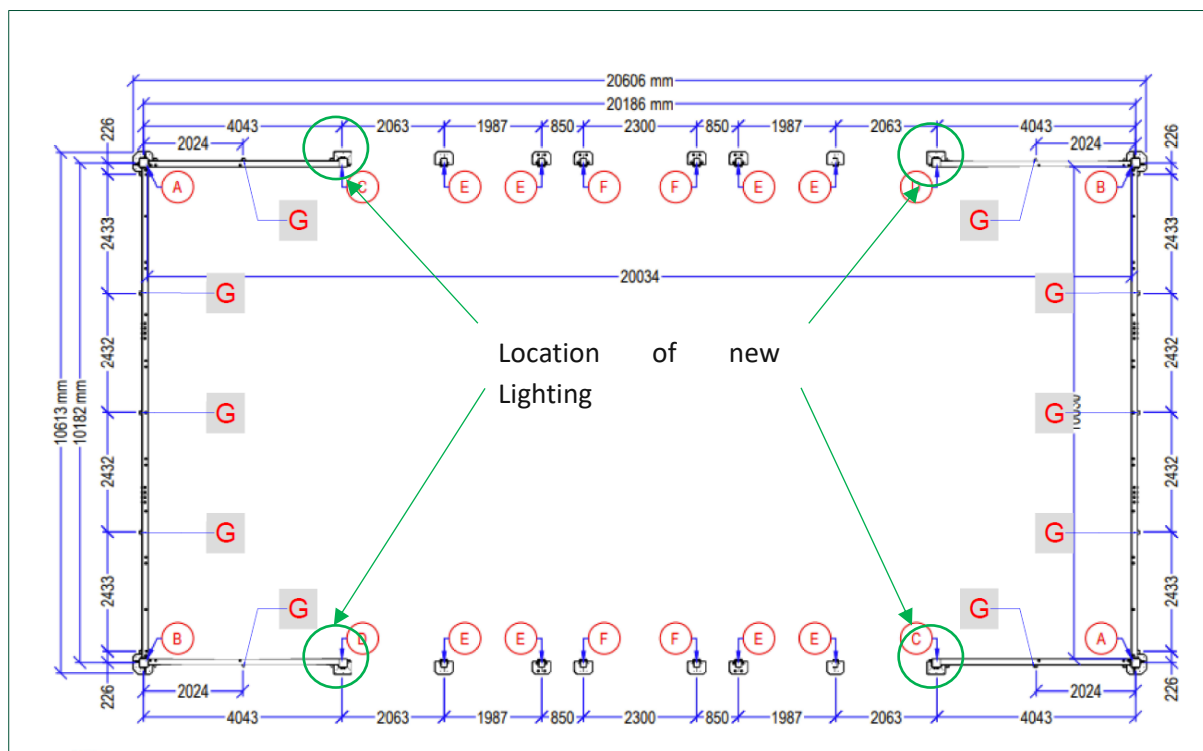 20606 mm
20186 mm
4043 2063 1987 850 2300 850 1987 2063 4043
226 2024 2024 226
A C E E F F E E B
G G
2433 2433
20034
G G
Location of new
Lighting
2432 2432
10613 mm 10182 mm
G G
2432 2432
G G
2433 2433
G G
B D E E F F E E C A
226 2024 2024 226
4043 2063 1987 850 2300 850 1987 2063 4043